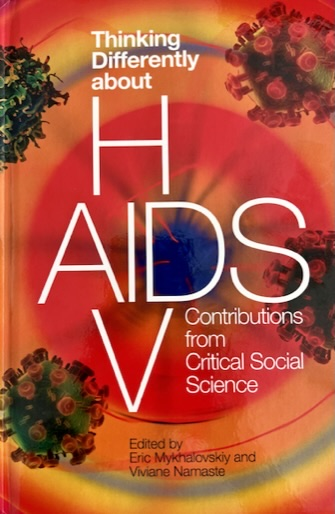 Thinking
Differently
about
H
AIDS
V
Contributions
from
Critical Social
Science
Edited by
Eric Mykhalovskiy and
Viviane Namaste